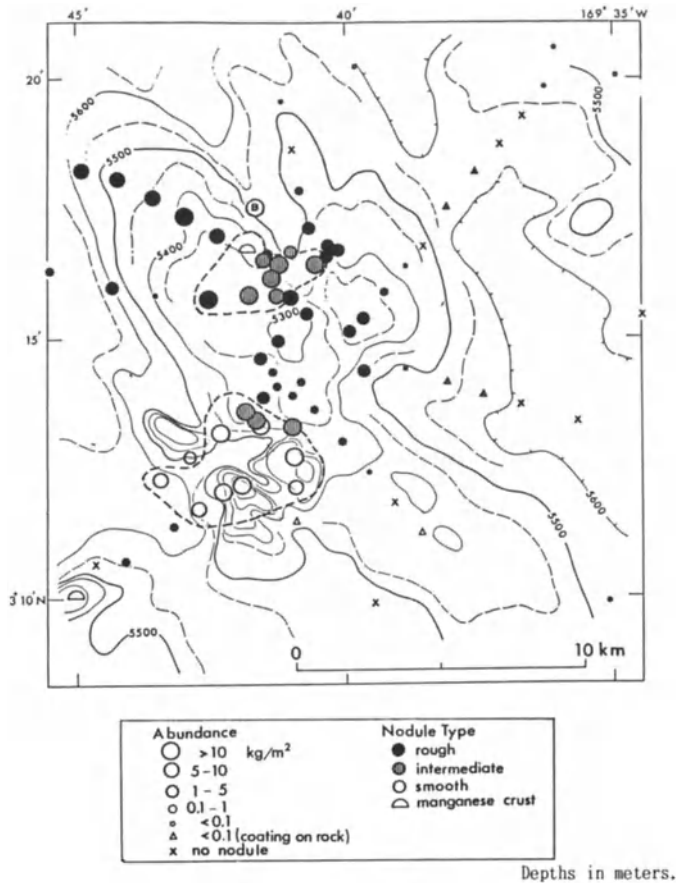 45'
40'
169° 35' W
20'
5600
5500
5500
B
5400
15'
5300
5600
5500
3° 10'N
5500
0
10 km
Abundance
>10 kg/m²
5-10
1-5
0.1-1
<0.1
<0.1 (coating on rock)
x no nodule
Nodule Type
rough
intermediate
smooth
manganese crust
Depths in meters.